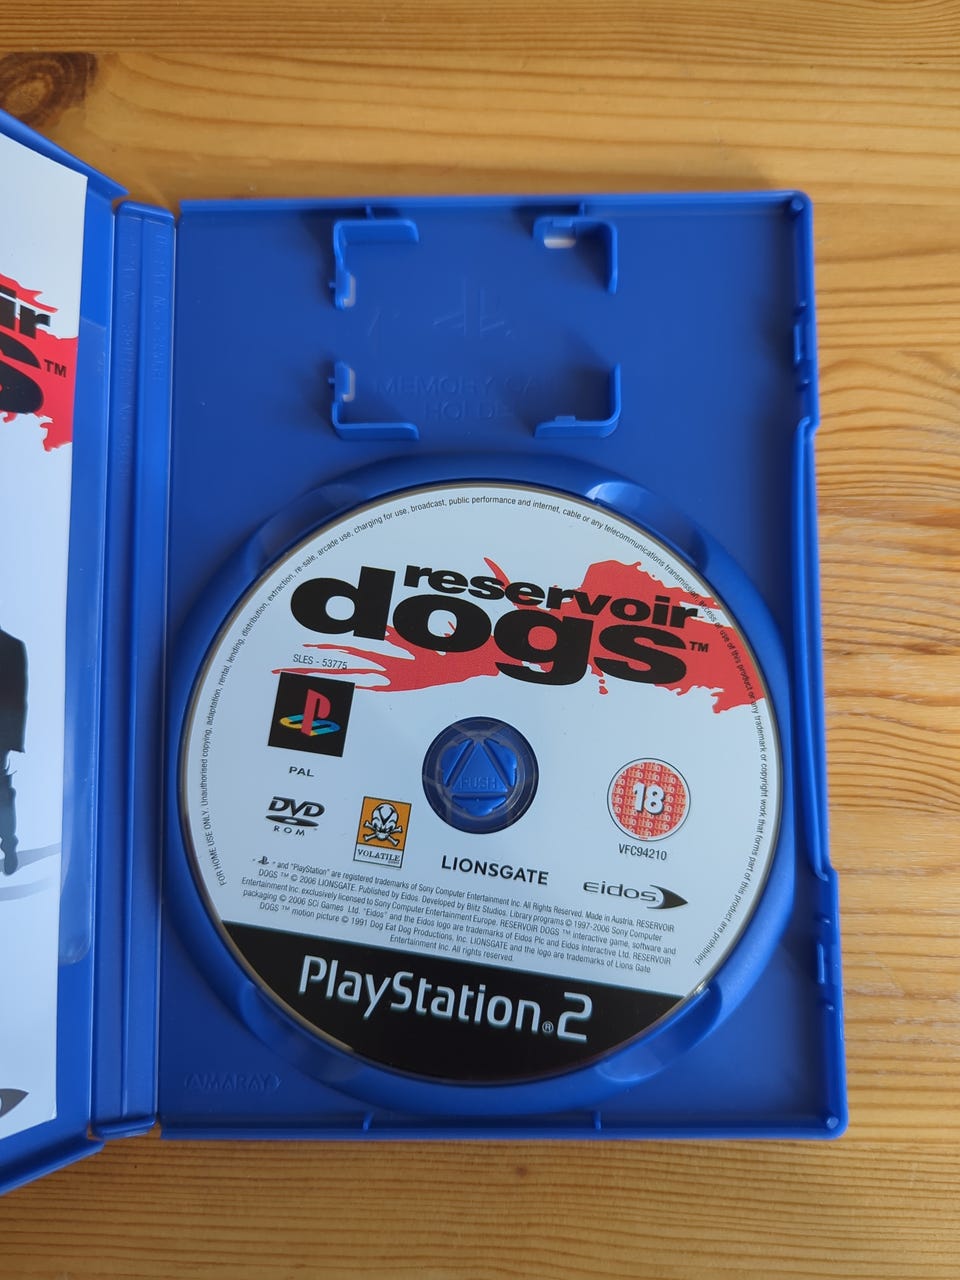 ir
s™
MEMORY CA
HOLDE
FOR HOME USE ONLY. Unauthorised copying, adaptation, rental, lending, distribution, extraction, re-sale, arcade use, charging for use, broadcast, public performance and internet, cable or any telecommunications transmission, access or use of this product or any trademark or copyright work that forms part of this product are prohibited
reservoir
dogs™
SLES - 53775
PAL
PUSH
DVD
ROM
VOLATILE
LIONSGATE
18
VFC94210
eidos
" " and "PlayStation" are registered trademarks of Sony Computer Entertainment Inc. All Rights Reserved. Made in Austria. RESERVOIR
DOGS ™ © 2006 LIONSGATE. Published by Eidos. Developed by Blitz Studios. Library programs © 1997-2006 Sony Computer
Entertainment Inc. exclusively licensed to Sony Computer Entertainment Europe. RESERVOIR DOGS ™ interactive game, software and
packaging © 2006 SCi Games Ltd. "Eidos" and the Eidos logo are trademarks of Eidos Plc and Eidos Interactive Ltd. RESERVOIR
DOGS ™ motion picture © 1991 Dog Eat Dog Productions, Inc. LIONSGATE and the logo are trademarks of Lions Gate
Entertainment Inc. All rights reserved.
PlayStation®2
AMARAY